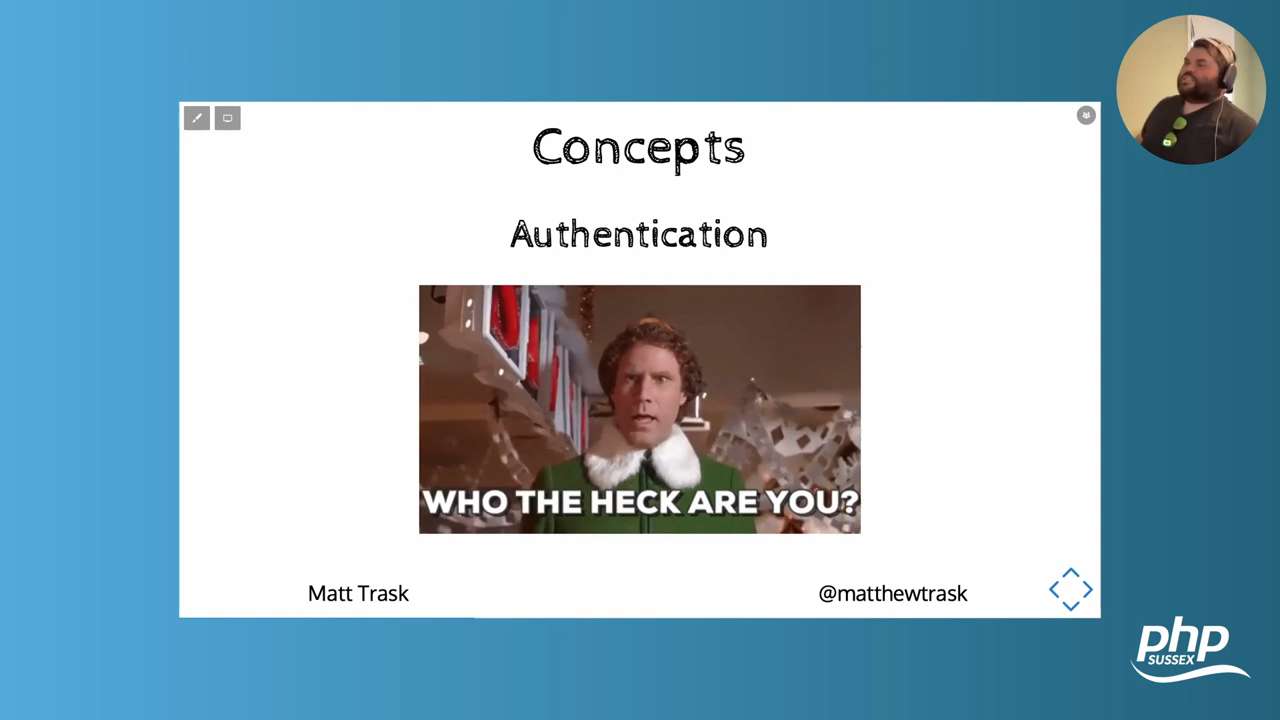 Concepts
Authentication
WHO THE HECK ARE YOU?
Matt Trask
@matthewtrask
php
SUSSEX